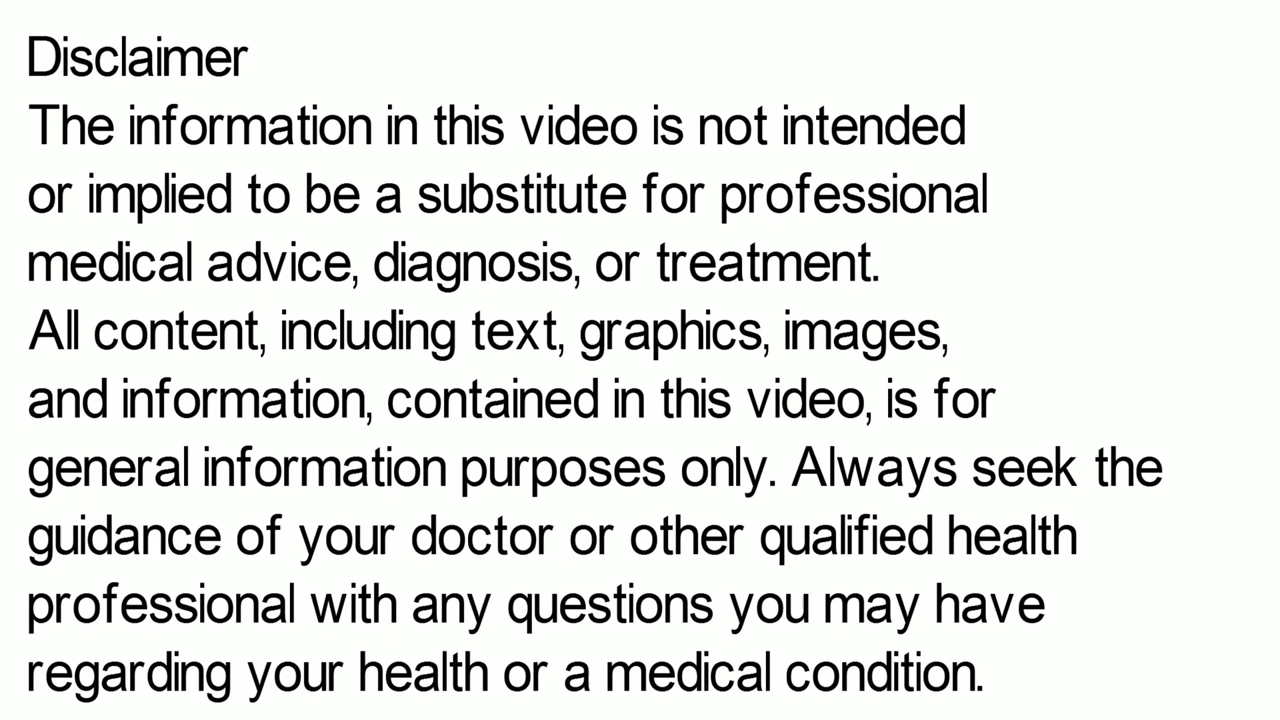 Disclaimer
The information in this video is not intended
or implied to be a substitute for professional
medical advice, diagnosis, or treatment.
All content, including text, graphics, images,
and information, contained in this video, is for
general information purposes only. Always seek the
guidance of your doctor or other qualified health
professional with any questions you may have
regarding your health or a medical condition.